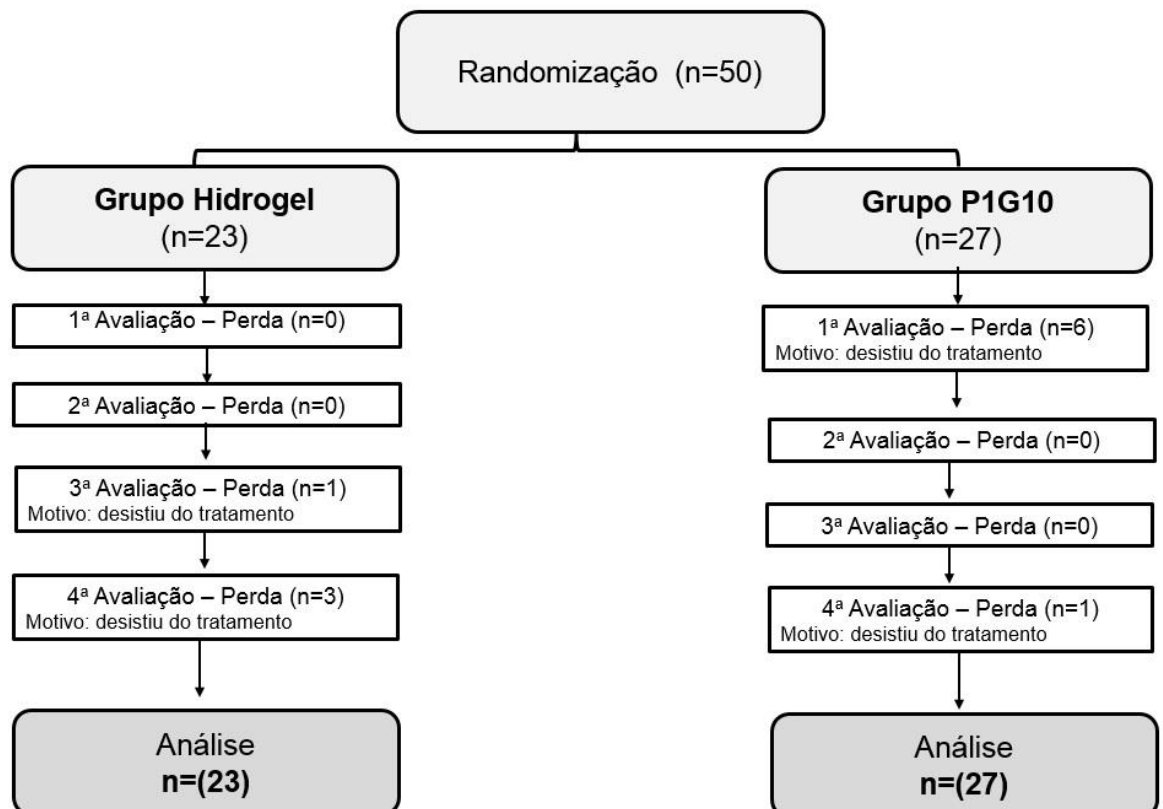 Randomização (n=50)
Grupo Hidrogel
(n=23)
1ª Avaliação – Perda (n=0)
2ª Avaliação – Perda (n=0)
3ª Avaliação – Perda (n=1)
Motivo: desistiu do tratamento
4ª Avaliação – Perda (n=3)
Motivo: desistiu do tratamento
Análise
n=(23)
Grupo P1G10
(n=27)
1ª Avaliação – Perda (n=6)
Motivo: desistiu do tratamento
2ª Avaliação – Perda (n=0)
3ª Avaliação – Perda (n=0)
4ª Avaliação – Perda (n=1)
Motivo: desistiu do tratamento
Análise
n=(27)